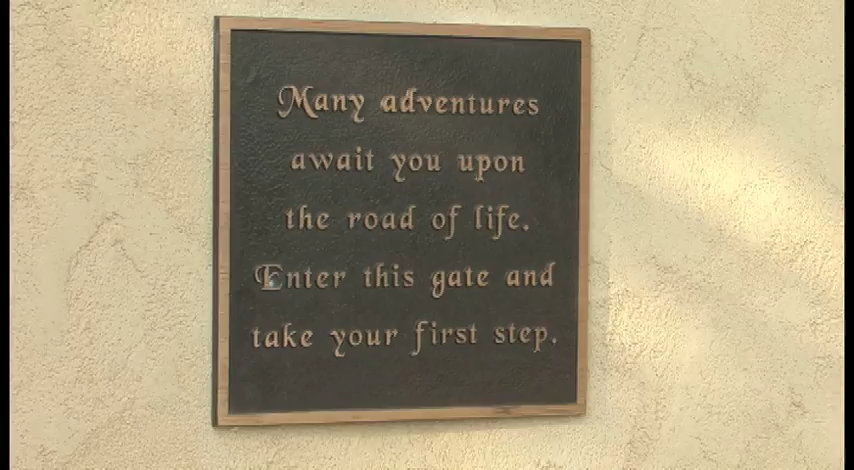 Many adventures
await you upon
the road of life.
Enter this gate and
take your first step.